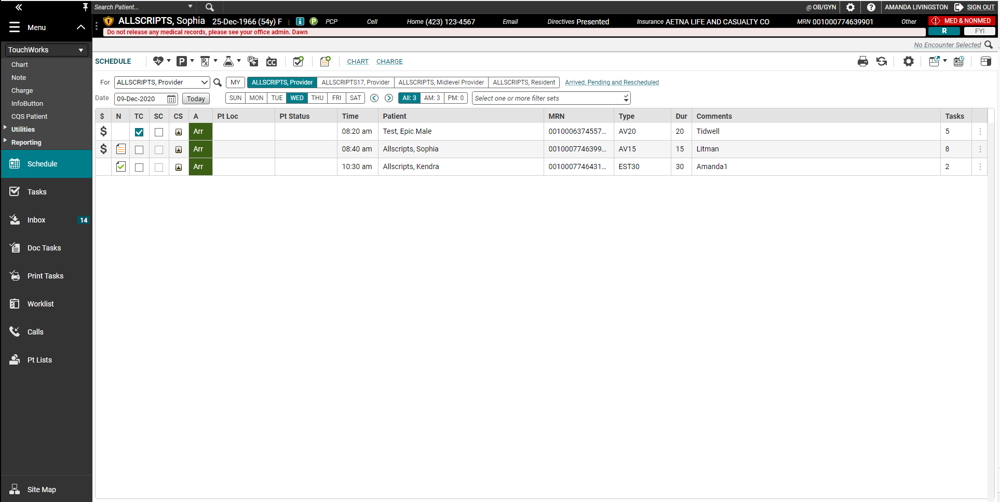 Search Patient...
@ OB/GYN
AMANDA LIVINGSTON
SIGN OUT
Menu
ALLSCRIPTS, Sophia 25-Dec-1966 (54y) F | i P PCP Cell Home (423) 123-4567 Email Directives Presented Insurance AETNA LIFE AND CASUALTY CO MRN 001000774639901 Other
MED & NONMED
Do not release any medical records, please see your office admin. Dawn
R FYI
No Encounter Selected
TouchWorks
Chart
Note
Charge
InfoButton
CQS Patient
Utilities
Reporting
Schedule
Tasks
Inbox 14
Doc Tasks
Print Tasks
Worklist
Calls
Pt Lists
Site Map
SCHEDULE P Rx CC CHART CHARGE
For ALLSCRIPTS, Provider MY ALLSCRIPTS, Provider ALLSCRIPTS17, Provider ALLSCRIPTS, Midlevel Provider ALLSCRIPTS, Resident Arrived, Pending and Rescheduled
Date 09-Dec-2020 Today SUN MON TUE WED THU FRI SAT All: 3 AM: 3 PM: 0 Select one or more filter sets
$ N TC SC CS A Pt Loc Pt Status Time Patient MRN Type Dur Comments Tasks
$ Arr 08:20 am Test, Epic Male 0010006374557... AV20 20 Tidwell 5
$ Arr 08:40 am Allscripts, Sophia 0010007746399... AV15 15 Litman 8
Arr 10:30 am Allscripts, Kendra 0010007746431... EST30 30 Amanda1 2